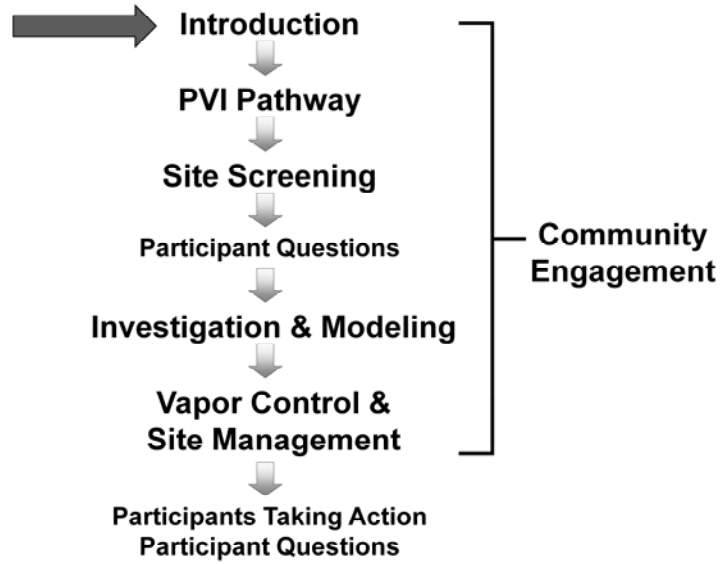 Introduction
PVI Pathway
Site Screening
Participant Questions
Investigation & Modeling
Vapor Control &
Site Management
Participants Taking Action
Participant Questions
Community
Engagement